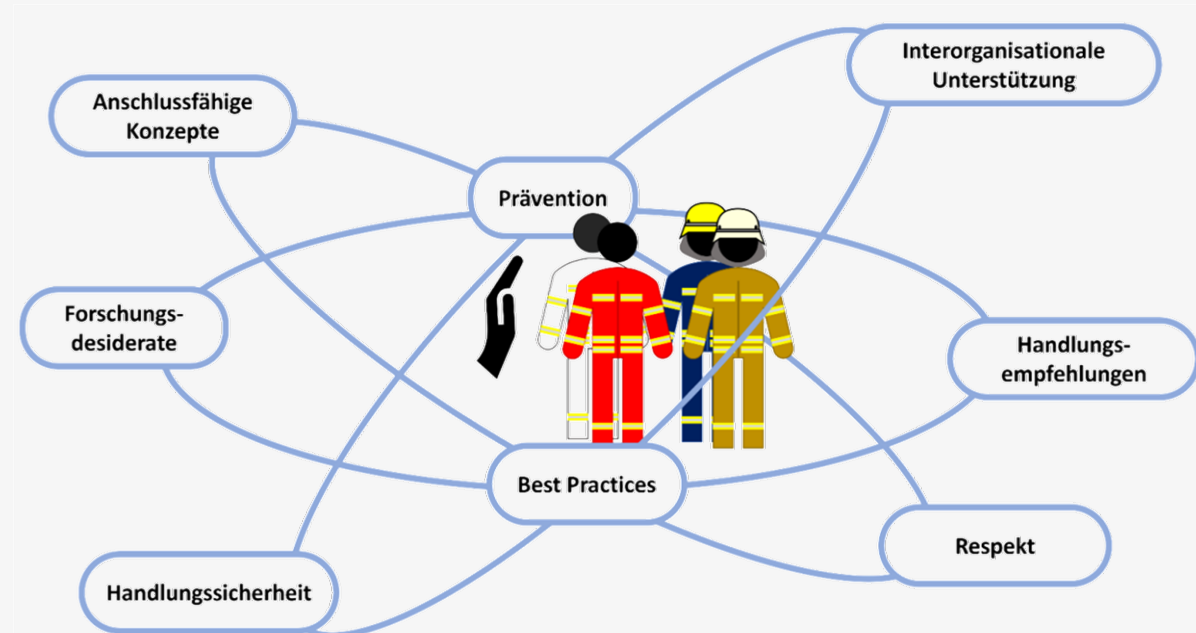 Interorganisationale
Unterstützung
Anschlussfähige
Konzepte
Prävention
Forschungs-
desiderate
Handlungs-
empfehlungen
Best Practices
Respekt
Handlungssicherheit